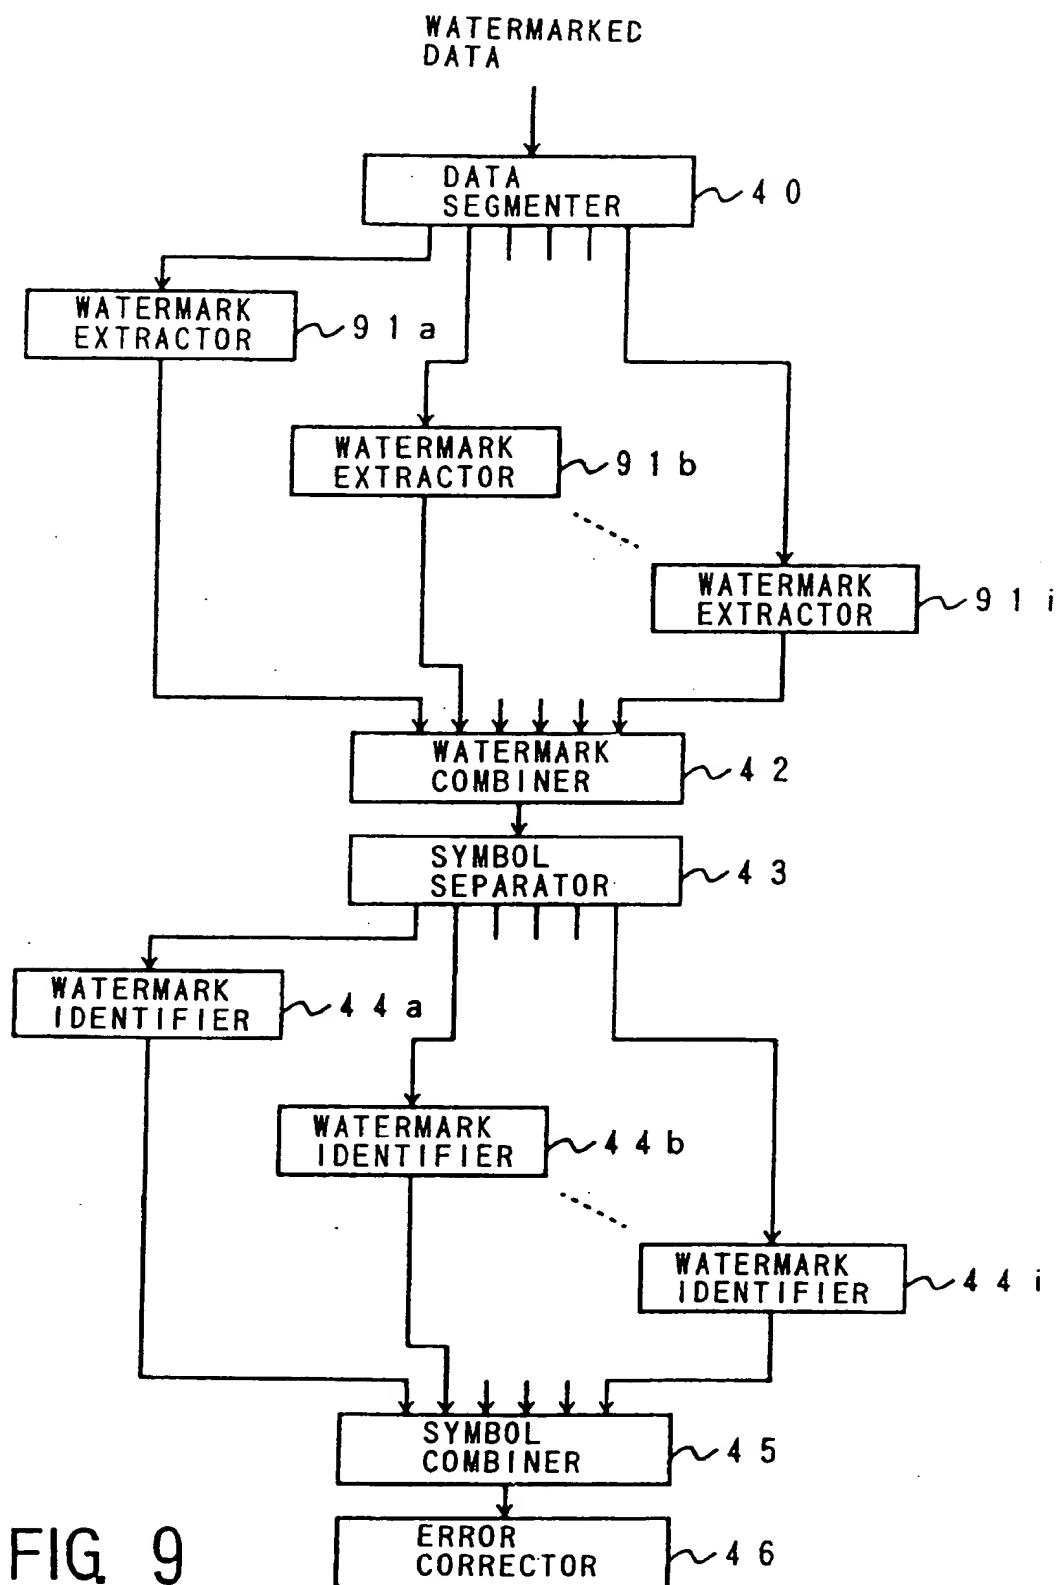 WATERMARKED
DATA
DATA
SEGMENTER
40
WATERMARK
EXTRACTOR
91a
WATERMARK
EXTRACTOR
91b
WATERMARK
EXTRACTOR
91i
WATERMARK
COMBINER
42
SYMBOL
SEPARATOR
43
WATERMARK
IDENTIFIER
44a
WATERMARK
IDENTIFIER
44b
WATERMARK
IDENTIFIER
44i
SYMBOL
COMBINER
45
ERROR
CORRECTOR
46
FIG. 9